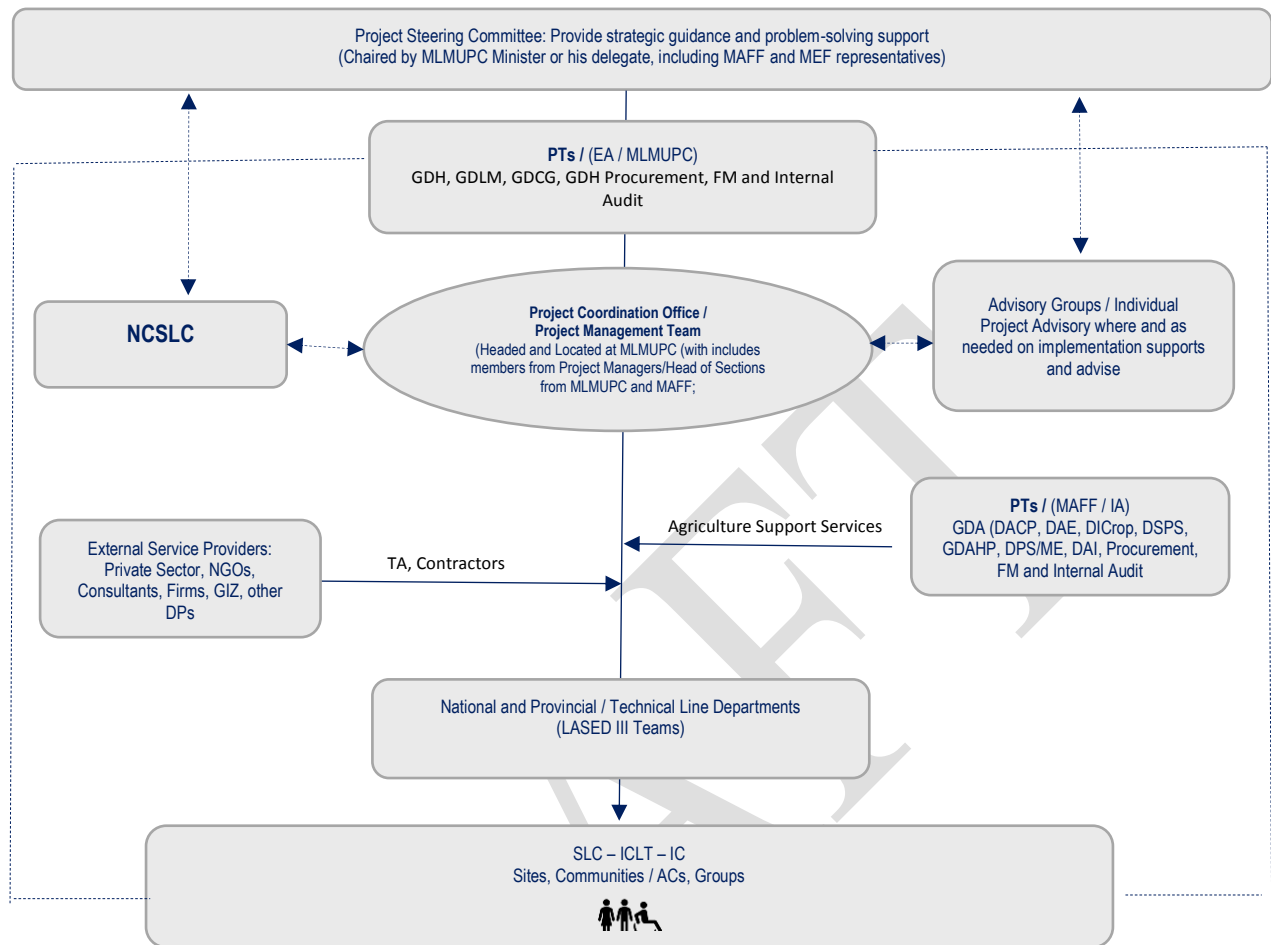 Project Steering Committee: Provide strategic guidance and problem-solving support
(Chaired by MLMUPC Minister or his delegate, including MAFF and MEF representatives)
PTs / (EA / MLMUPC)
GDH, GDLM, GDCG, GDH Procurement, FM and Internal
Audit
NCSLC
Project Coordination Office /
Project Management Team
(Headed and Located at MLMUPC (with includes
members from Project Managers/Head of Sections
from MLMUPC and MAFF;
Advisory Groups / Individual
Project Advisory where and as
needed on implementation supports
and advise
External Service Providers:
Private Sector, NGOs,
Consultants, Firms, GIZ, other
DPs
TA, Contractors
Agriculture Support Services
PTs / (MAFF / IA)
GDA (DACP, DAE, DICrop, DSPS,
GDAHP, DPS/ME, DAI, Procurement,
FM and Internal Audit
National and Provincial / Technical Line Departments
(LASED III Teams)
SLC – ICLT – IC
Sites, Communities / ACs, Groups